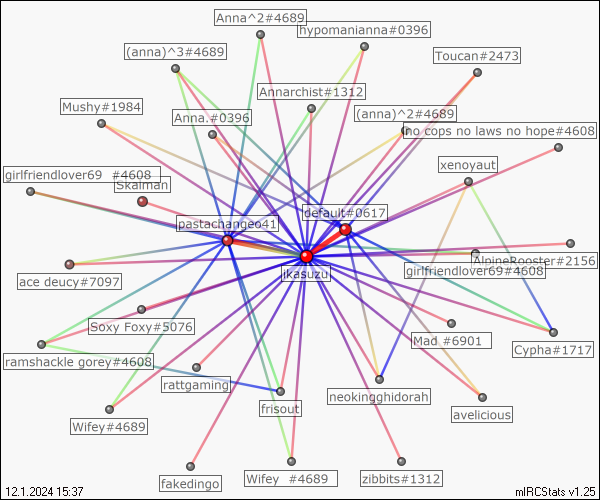 Anna^2#4689
hypomanianna#0396
(anna)^3#4689
Toucan#2473
Annarchist#1312
Mushy#1984
Anna.#0396
(anna)^2#4689
no cops no laws no hope#4608
xenoyaut
girlfriendlover69 #4608
Skalman
default#0617
pastachangeo41
AlpineRooster#2156
girlfriendlover69#4608
ikasuzu
ace deucy#7097
Soxy Foxy#5076
Mad #6901
Cypha#1717
ramshackle gorey#4608
rattgaming
neokingghidorah
frisout
avelicious
Wifey#4689
fakedingo
Wifey #4689
zibbits#1312
12.1.2024 15:37
mIRCStats v1.25